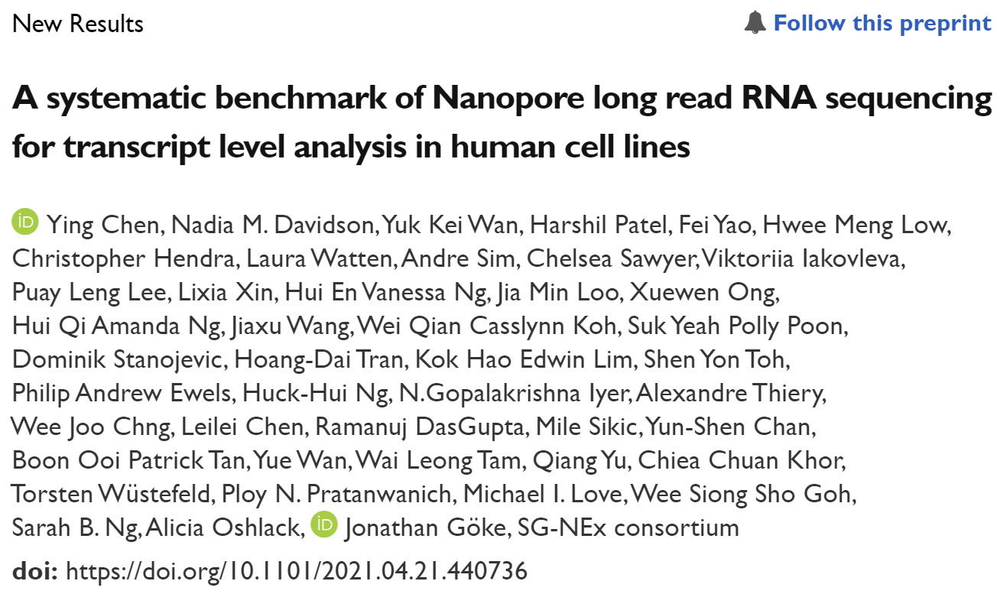 New Results
Follow this preprint
A systematic benchmark of Nanopore long read RNA sequencing
for transcript level analysis in human cell lines
iD Ying Chen, Nadia M. Davidson, Yuk Kei Wan, Harshil Patel, Fei Yao, Hwee Meng Low,
Christopher Hendra, Laura Watten, Andre Sim, Chelsea Sawyer, Viktoriia Iakovleva,
Puay Leng Lee, Lixia Xin, Hui En Vanessa Ng, Jia Min Loo, Xuewen Ong,
Hui Qi Amanda Ng, Jiaxu Wang, Wei Qian Casslynn Koh, Suk Yeah Polly Poon,
Dominik Stanojevic, Hoang-Dai Tran, Kok Hao Edwin Lim, Shen Yon Toh,
Philip Andrew Ewels, Huck-Hui Ng, N.Gopalakrishna Iyer, Alexandre Thiery,
Wee Joo Chng, Leilei Chen, Ramanuj DasGupta, Mile Sikic, Yun-Shen Chan,
Boon Ooi Patrick Tan, Yue Wan, Wai Leong Tam, Qiang Yu, Chiea Chuan Khor,
Torsten Wüstefeld, Ploy N. Pratanwanich, Michael I. Love, Wee Siong Sho Goh,
Sarah B. Ng, Alicia Oshlack, iD Jonathan Göke, SG-NEx consortium
doi: https://doi.org/10.1101/2021.04.21.440736